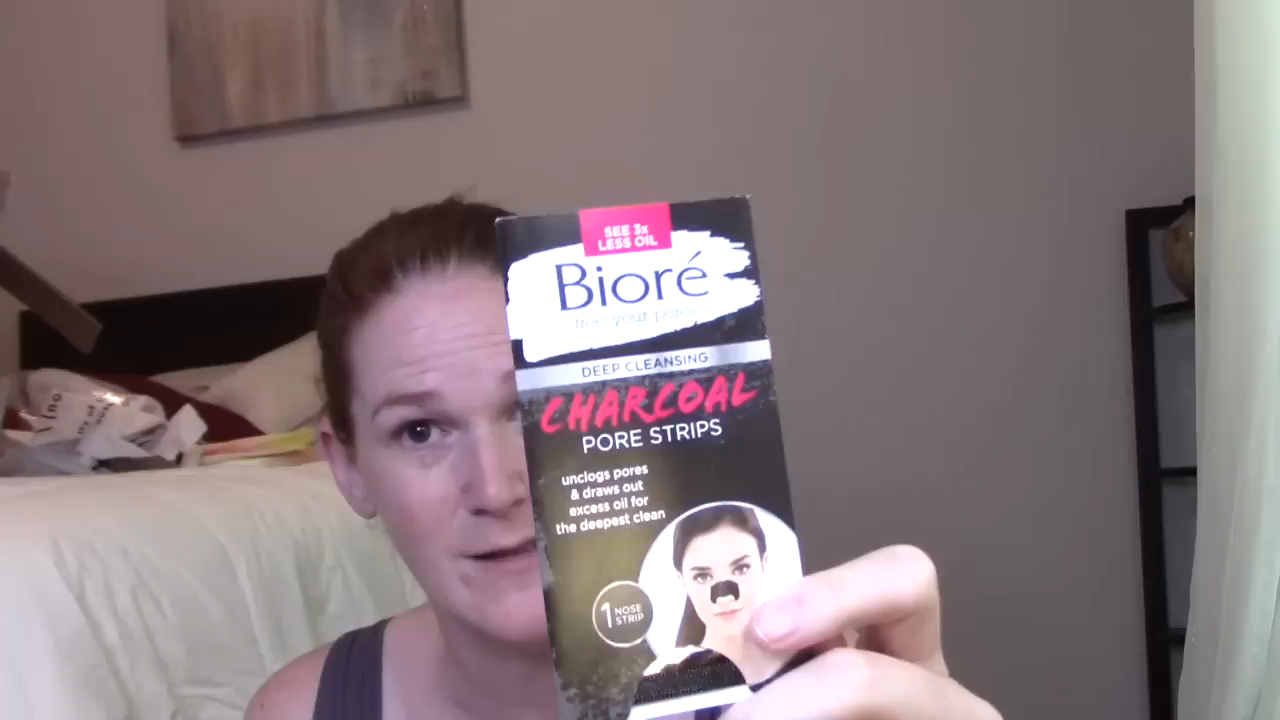 SEE 3x
LESS OIL
Bioré
free your pores
DEEP CLEANSING
CHARCOAL
PORE STRIPS
unclogs pores
& draws out
excess oil for
the deepest clean
1 NOSE
STRIP